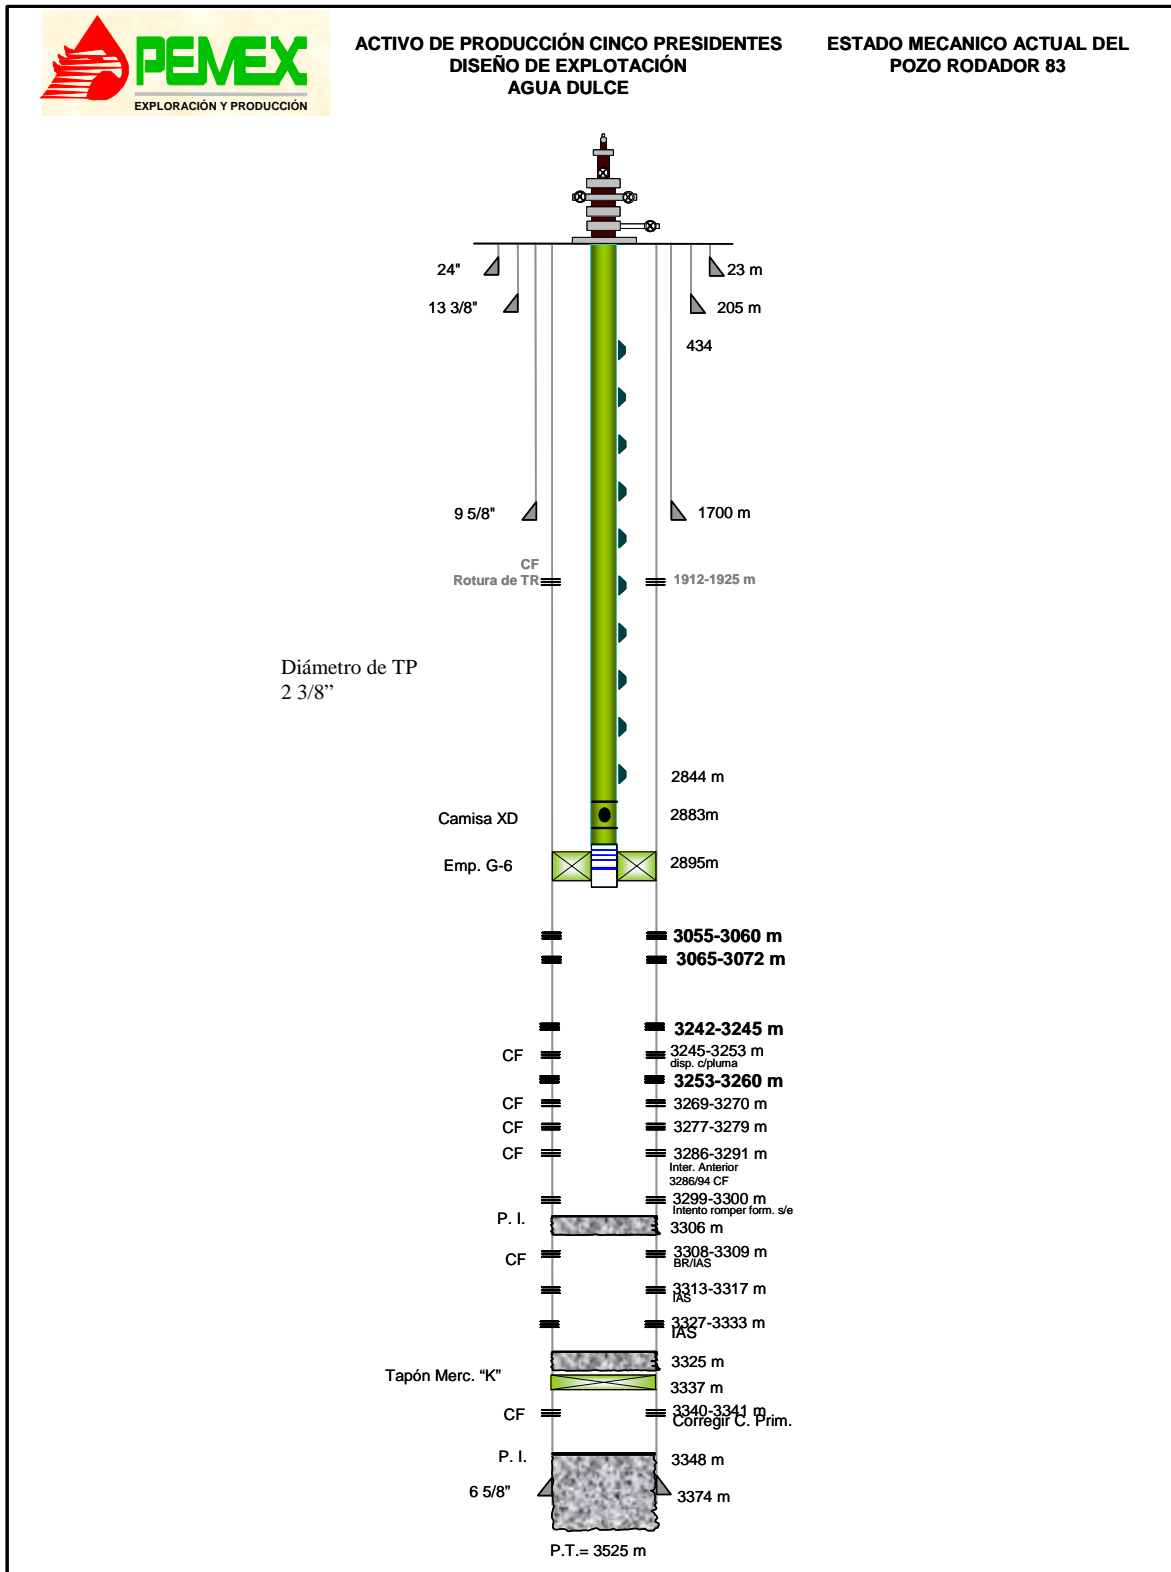 PEMEX
EXPLORACIÓN Y PRODUCCIÓN
ACTIVO DE PRODUCCIÓN CINCO PRESIDENTES
DISEÑO DE EXPLOTACIÓN
AGUA DULCE
ESTADO MECANICO ACTUAL DEL
POZO RODADOR 83
24" 23 m
13 3/8" 205 m
434
9 5/8" 1700 m
CF
Rotura de TR 1912-1925 m
Diámetro de TP
2 3/8”
2844 m
Camisa XD 2883m
Emp. G-6 2895m
3055-3060 m
3065-3072 m
3242-3245 m
CF 3245-3253 m
disp. c/pluma
3253-3260 m
CF 3269-3270 m
CF 3277-3279 m
CF 3286-3291 m
Inter. Anterior
3286/94 CF
3299-3300 m
Intento romper form. s/e
P. I. 3306 m
CF 3308-3309 m
BR/IAS
3313-3317 m
IAS
3327-3333 m
IAS
3325 m
Tapón Merc. “K” 3337 m
CF 3340-3341 m
Corregir C. Prim.
P. I. 3348 m
6 5/8” 3374 m
P.T.= 3525 m